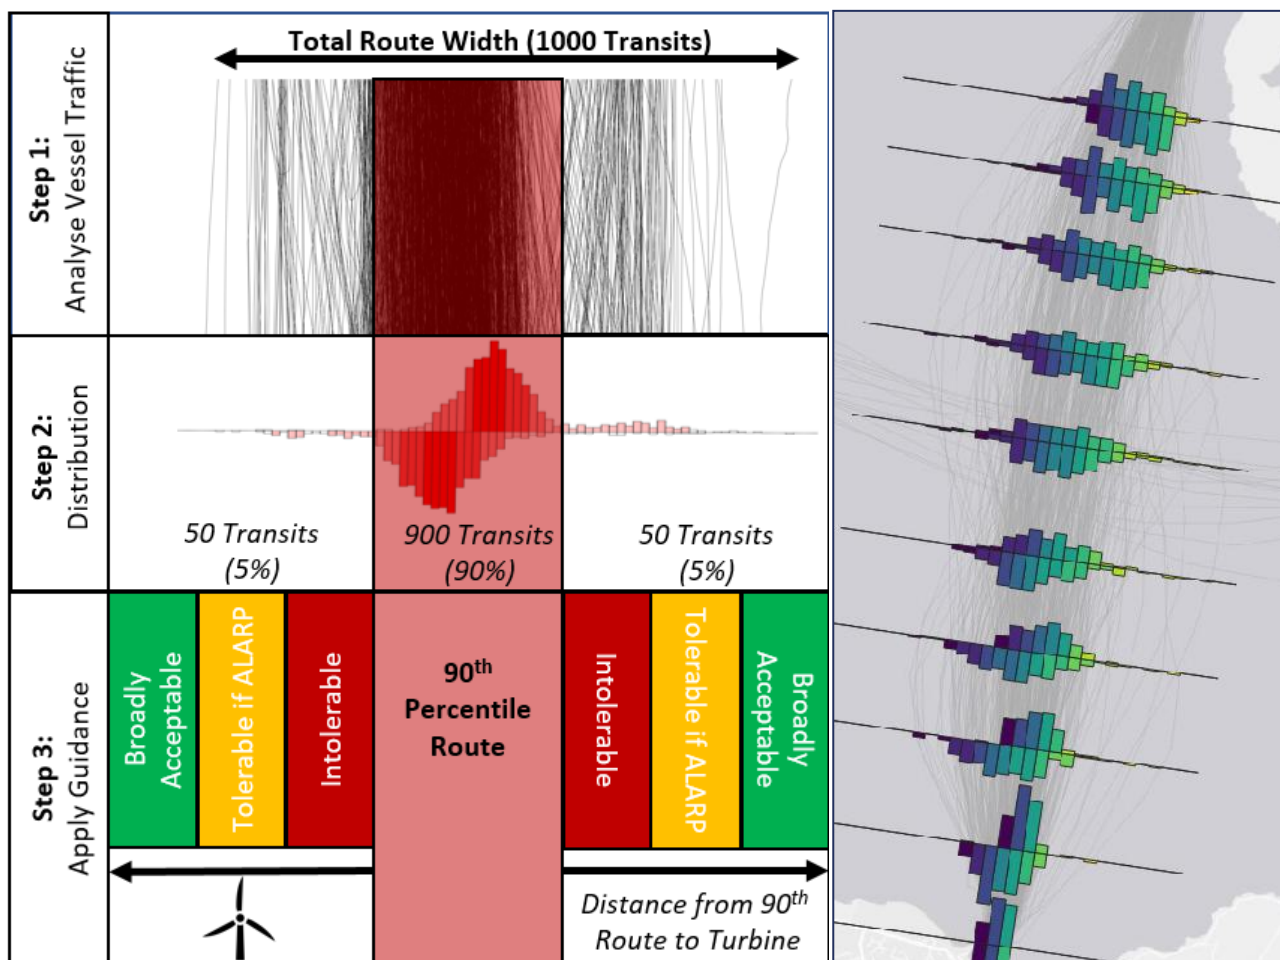 Step 1:
Analyse Vessel Traffic
Total Route Width (1000 Transits)
Step 2:
Distribution
50 Transits
(5%)
900 Transits
(90%)
50 Transits
(5%)
Step 3:
Apply Guidance
Broadly
Acceptable
Tolerable if ALARP
Intolerable
90th
Percentile
Route
Intolerable
Tolerable if ALARP
Broadly
Acceptable
Distance from 90th
Route to Turbine